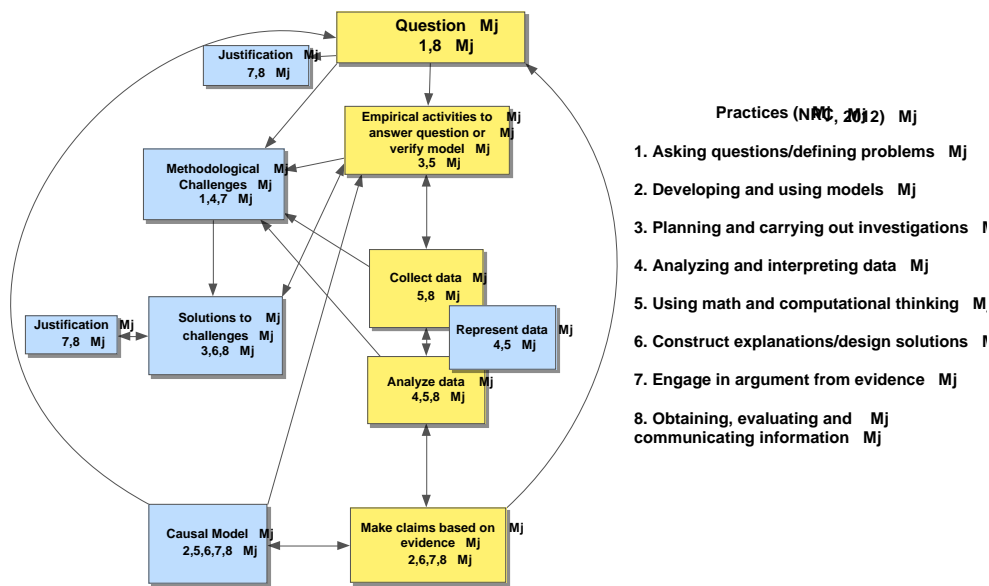 Question Mj
1,8 Mj
Justification Mj
7,8 Mj
Empirical activities to Mj
answer question or Mj
verify model Mj
3,5 Mj
Methodological Mj
Challenges Mj
1,4,7 Mj
Collect data Mj
5,8 Mj
Solutions to Mj
challenges Mj
3,6,8 Mj
Justification Mj
7,8 Mj
Represent data Mj
4,5 Mj
Analyze data Mj
4,5,8 Mj
Causal Model Mj
2,5,6,7,8 Mj
Make claims based on Mj
evidence Mj
2,6,7,8 Mj
Practices (NRC, 2012) Mj
1. Asking questions/defining problems Mj
2. Developing and using models Mj
3. Planning and carrying out investigations
4. Analyzing and interpreting data Mj
5. Using math and computational thinking Mj
6. Construct explanations/design solutions
7. Engage in argument from evidence Mj
8. Obtaining, evaluating and Mj
communicating information Mj